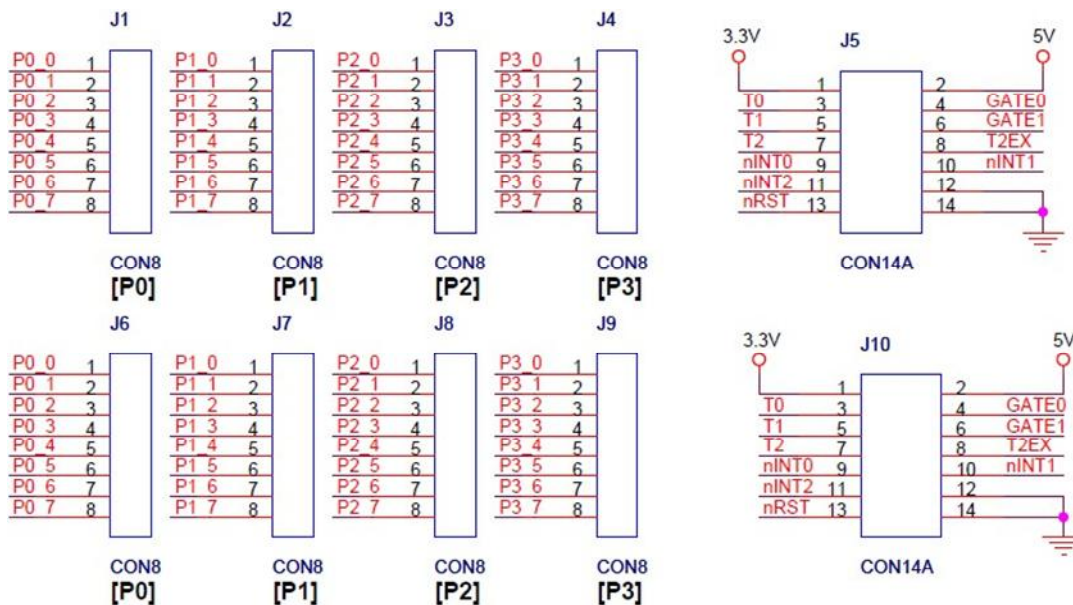 J1 J2 J3 J4 J5
3.3V 5V
P0_0 1 P1_0 1 P2_0 1 P3_0 1
P0_1 2 P1_1 2 P2_1 2 P3_1 2 1 2
P0_2 3 P1_2 3 P2_2 3 P3_2 3 T0 3 4 GATE0
P0_3 4 P1_3 4 P2_3 4 P3_3 4 T1 5 6 GATE1
P0_4 5 P1_4 5 P2_4 5 P3_4 5 T2 7 8 T2EX
P0_5 6 P1_5 6 P2_5 6 P3_5 6 nINT0 9 10 nINT1
P0_6 7 P1_6 7 P2_6 7 P3_6 7 nINT2 11 12
P0_7 8 P1_7 8 P2_7 8 P3_7 8 nRST 13 14
CON8 CON8 CON8 CON8 CON14A
[P0] [P1] [P2] [P3]
J6 J7 J8 J9 J10
3.3V 5V
P0_0 1 P1_0 1 P2_0 1 P3_0 1
P0_1 2 P1_1 2 P2_1 2 P3_1 2 1 2
P0_2 3 P1_2 3 P2_2 3 P3_2 3 T0 3 4 GATE0
P0_3 4 P1_3 4 P2_3 4 P3_3 4 T1 5 6 GATE1
P0_4 5 P1_4 5 P2_4 5 P3_4 5 T2 7 8 T2EX
P0_5 6 P1_5 6 P2_5 6 P3_5 6 nINT0 9 10 nINT1
P0_6 7 P1_6 7 P2_6 7 P3_6 7 nINT2 11 12
P0_7 8 P1_7 8 P2_7 8 P3_7 8 nRST 13 14
CON8 CON8 CON8 CON8 CON14A
[P0] [P1] [P2] [P3]